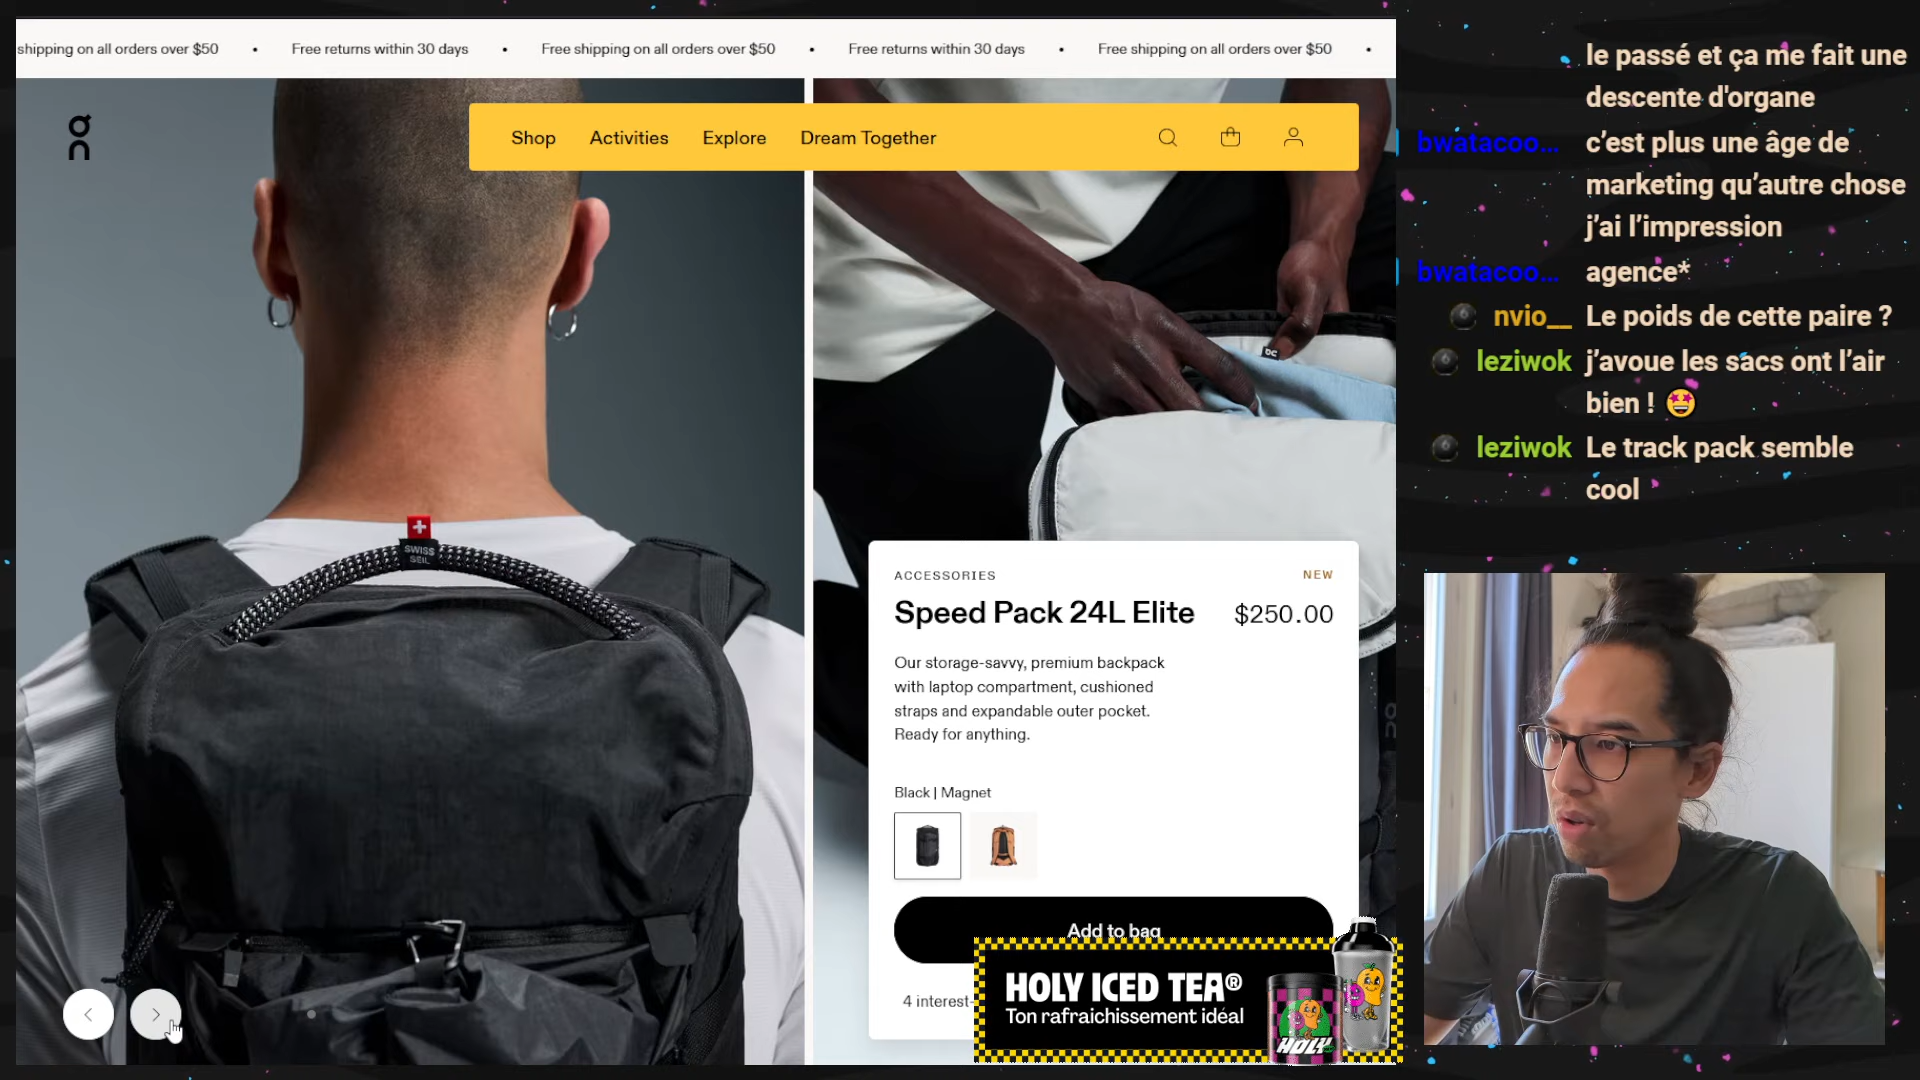 shipping on all orders over $50 • Free returns within 30 days • Free shipping on all orders over $50 • Free returns within 30 days • Free shipping on all orders over $50 •
on
Shop Activities Explore Dream Together
SWISS
SEIL
ACCESSORIES NEW
Speed Pack 24L Elite $250.00
Our storage-savvy, premium backpack
with laptop compartment, cushioned
straps and expandable outer pocket.
Ready for anything.
Black | Magnet
Add to bag
4 interest-
HOLY ICED TEA®
Ton rafraichissement idéal
HOLY
le passé et ça me fait une
descente d'organe
bwatacoo... c’est plus une âge de
marketing qu’autre chose
j’ai l’impression
bwatacoo... agence*
nvio__ Le poids de cette paire ?
leziwok j’avoue les sacs ont l’air
bien !
leziwok Le track pack semble
cool